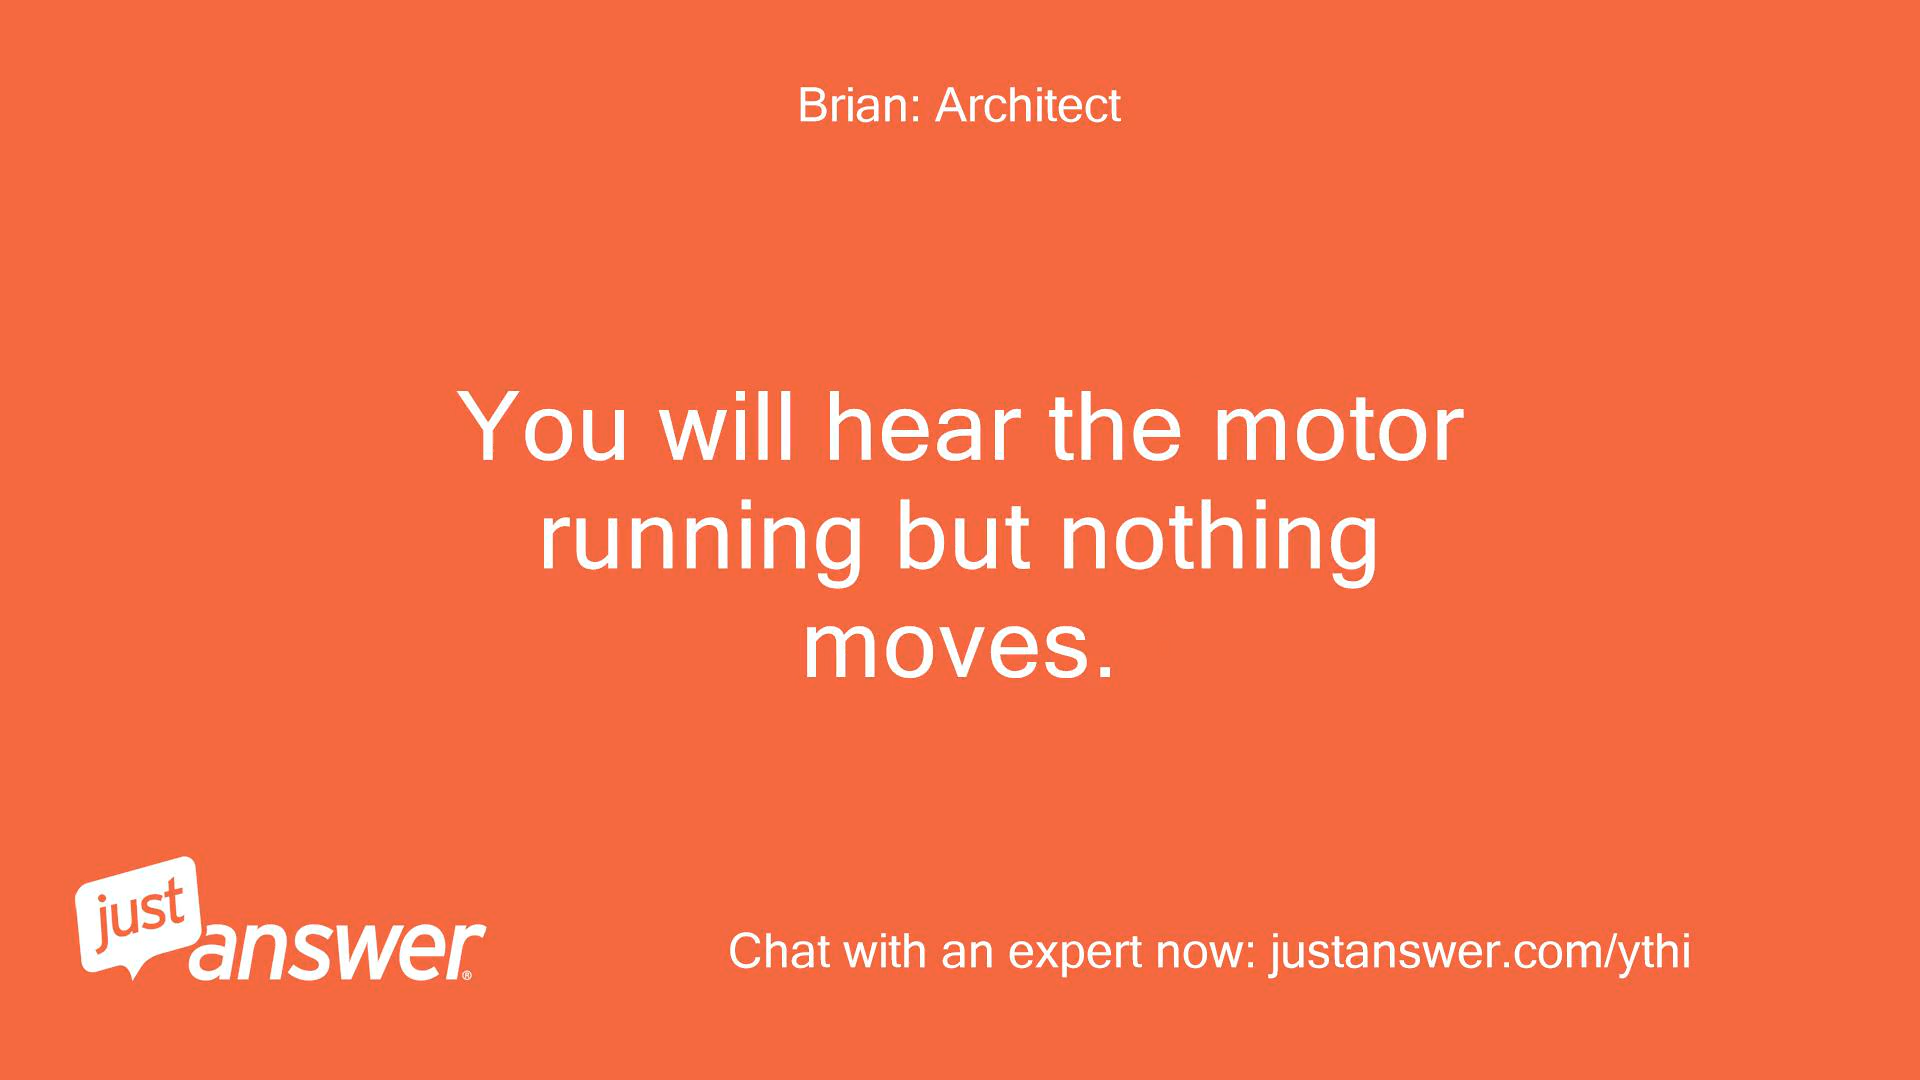 Brian: Architect
You will hear the motor
running but nothing
moves.
just
answer®
Chat with an expert now: justanswer.com/ythi